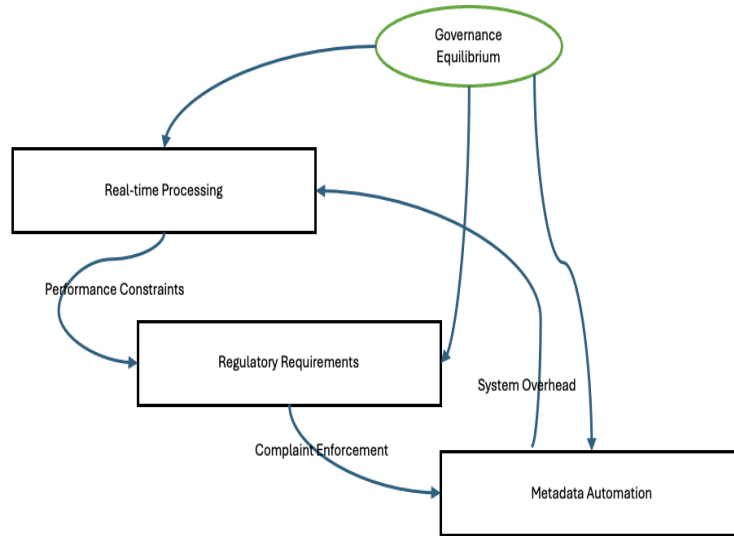 Governance
Equilibrium
Real-time Processing
Performance Constraints
Regulatory Requirements
System Overhead
Complaint Enforcement
Metadata Automation